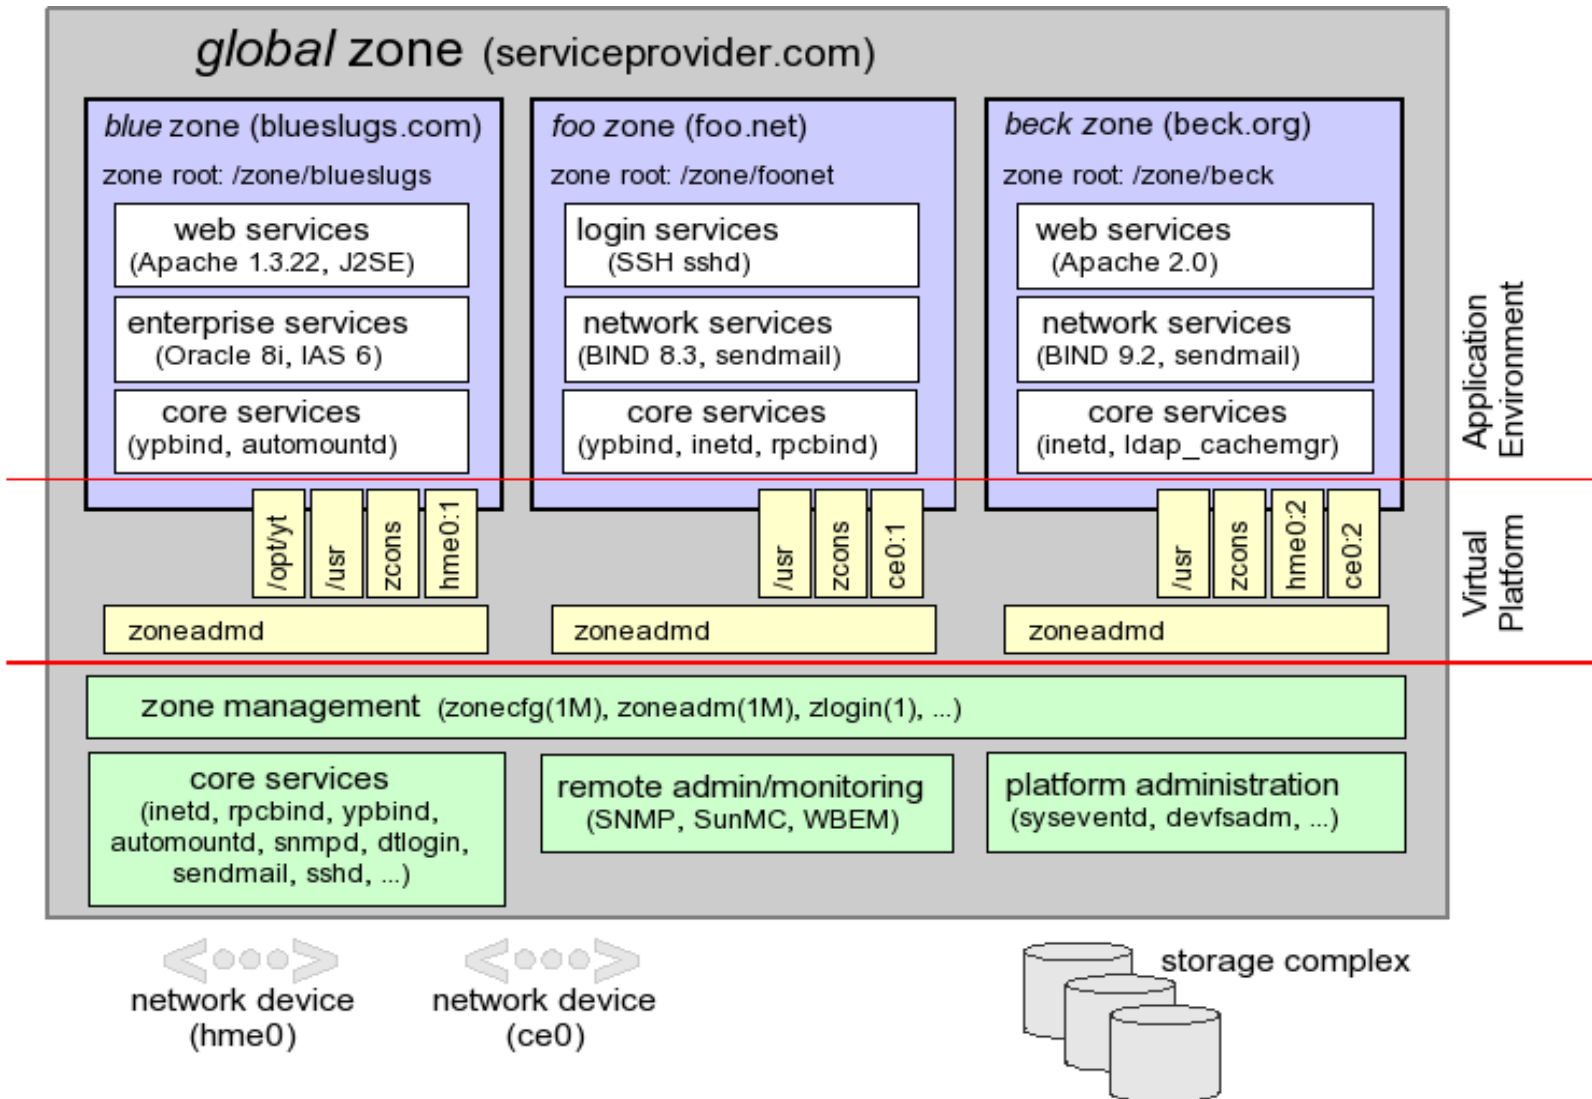 global zone (serviceprovider.com)
blue zone (blueslugs.com)
zone root: /zone/blueslugs
web services
(Apache 1.3.22, J2SE)
enterprise services
(Oracle 8i, IAS 6)
core services
(ypbind, automountd)
/opt/yt
/usr
zcons
hme0:1
zoneadmd
foo zone (foo.net)
zone root: /zone/foonet
login services
(SSH sshd)
network services
(BIND 8.3, sendmail)
core services
(ypbind, inetd, rpcbind)
/usr
zcons
ce0:1
zoneadmd
beck zone (beck.org)
zone root: /zone/beck
web services
(Apache 2.0)
network services
(BIND 9.2, sendmail)
core services
(inetd, ldap_cachemgr)
/usr
zcons
hme0:2
ce0:2
zoneadmd
Application
Environment
Virtual
Platform
zone management (zonecfg(1M), zoneadm(1M), zlogin(1), ...)
core services
(inetd, rpcbind, ypbind,
automountd, snmpd, dtlogin,
sendmail, sshd, ...)
remote admin/monitoring
(SNMP, SunMC, WBEM)
platform administration
(syseventd, devfsadm, ...)
network device
(hme0)
network device
(ce0)
storage complex